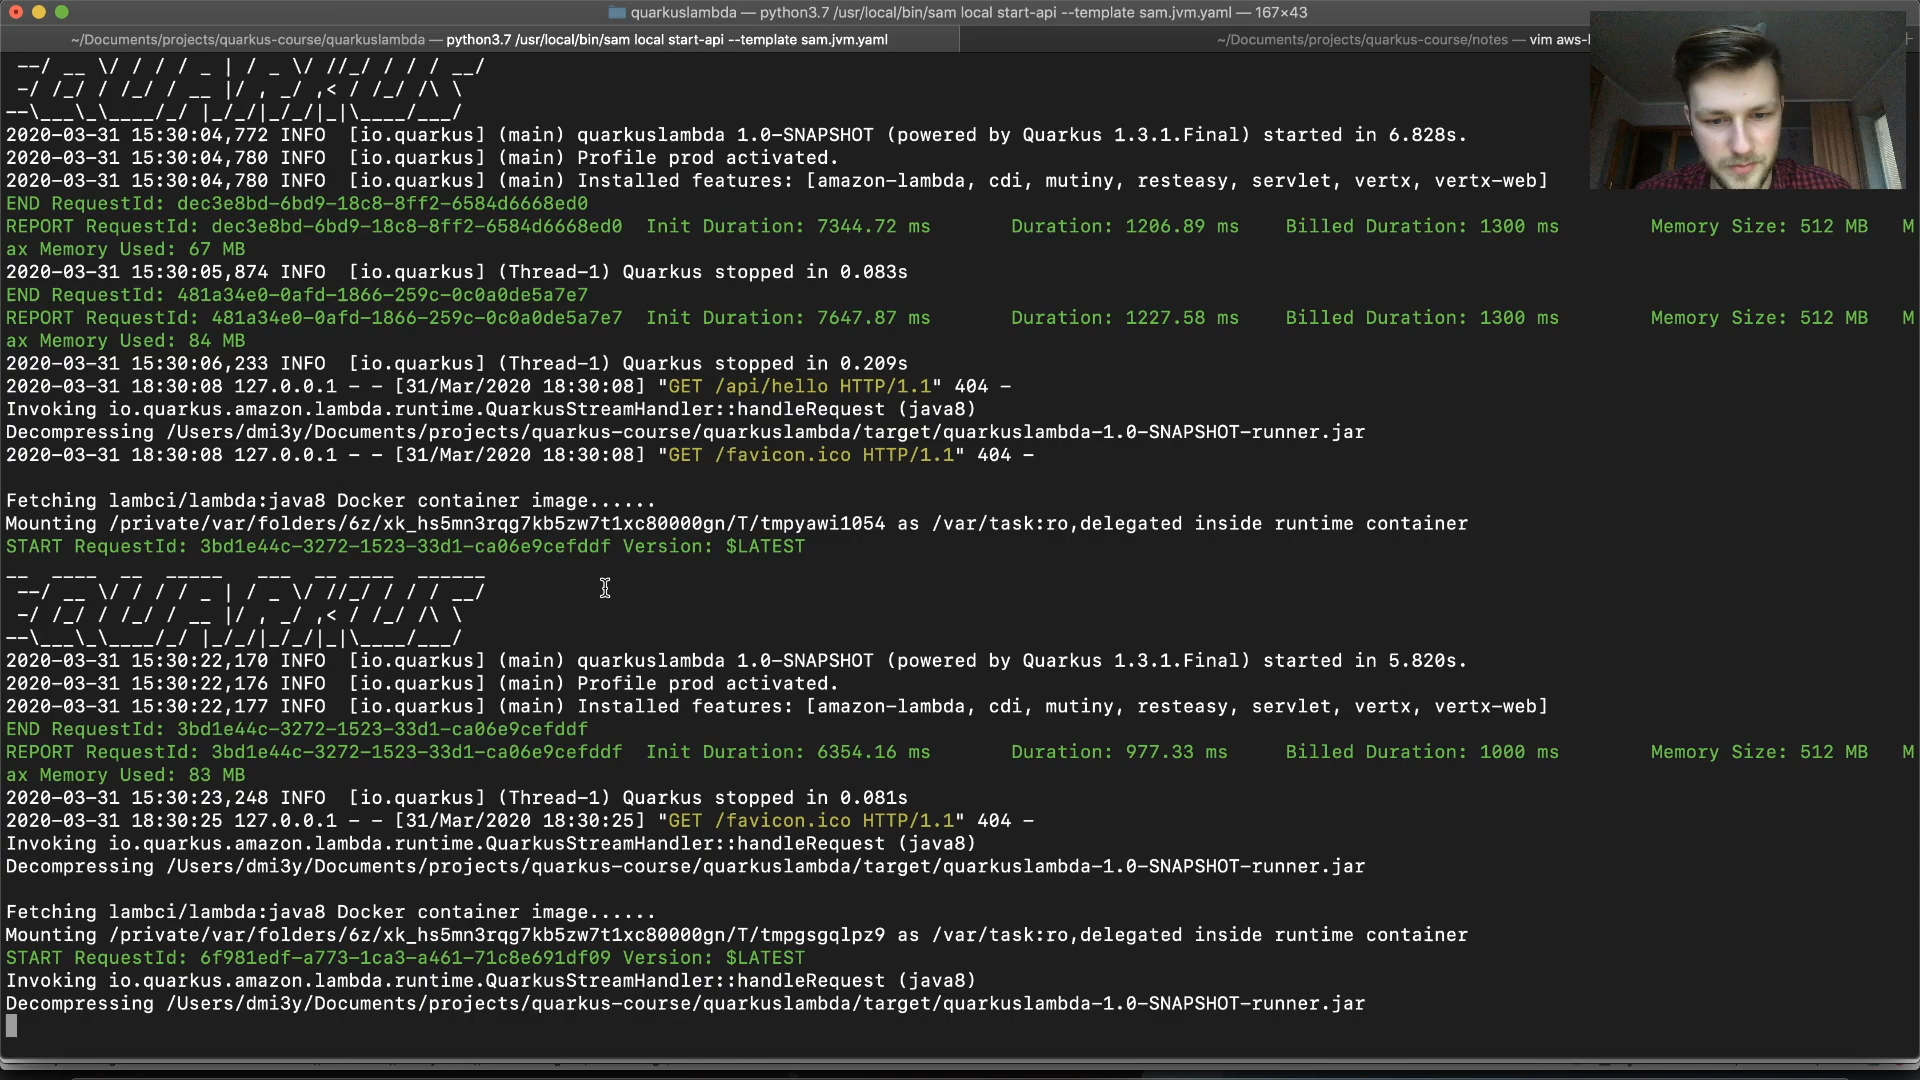 quarkuslambda — python3.7 /usr/local/bin/sam local start-api --template sam.jvm.yaml — 167×43
~/Documents/projects/quarkus-course/quarkuslambda — python3.7 /usr/local/bin/sam local start-api --template sam.jvm.yaml
~/Documents/projects/quarkus-course/notes — vim aws-l
--/ __ \/ / / / _ | / _ \/ //_/ / / / __/
-/ /_/ / /_/ / __ |/ , _/ ,< / /_/ /\ \
--\___\_\____/_/ |_/_/|_/_/|_|\____/___/
2020-03-31 15:30:04,772 INFO  [io.quarkus] (main) quarkuslambda 1.0-SNAPSHOT (powered by Quarkus 1.3.1.Final) started in 6.828s.
2020-03-31 15:30:04,780 INFO  [io.quarkus] (main) Profile prod activated.
2020-03-31 15:30:04,780 INFO  [io.quarkus] (main) Installed features: [amazon-lambda, cdi, mutiny, resteasy, servlet, vertx, vertx-web]
END RequestId: dec3e8bd-6bd9-18c8-8ff2-6584d6668ed0
REPORT RequestId: dec3e8bd-6bd9-18c8-8ff2-6584d6668ed0  Init Duration: 7344.72 ms       Duration: 1206.89 ms    Billed Duration: 1300 ms        Memory Size: 512 MB   M
ax Memory Used: 67 MB
2020-03-31 15:30:05,874 INFO  [io.quarkus] (Thread-1) Quarkus stopped in 0.083s
END RequestId: 481a34e0-0afd-1866-259c-0c0a0de5a7e7
REPORT RequestId: 481a34e0-0afd-1866-259c-0c0a0de5a7e7  Init Duration: 7647.87 ms       Duration: 1227.58 ms    Billed Duration: 1300 ms        Memory Size: 512 MB   M
ax Memory Used: 84 MB
2020-03-31 15:30:06,233 INFO  [io.quarkus] (Thread-1) Quarkus stopped in 0.209s
2020-03-31 18:30:08 127.0.0.1 - - [31/Mar/2020 18:30:08] "GET /api/hello HTTP/1.1" 404 -
Invoking io.quarkus.amazon.lambda.runtime.QuarkusStreamHandler::handleRequest (java8)
Decompressing /Users/dmi3y/Documents/projects/quarkus-course/quarkuslambda/target/quarkuslambda-1.0-SNAPSHOT-runner.jar
2020-03-31 18:30:08 127.0.0.1 - - [31/Mar/2020 18:30:08] "GET /favicon.ico HTTP/1.1" 404 -
Fetching lambci/lambda:java8 Docker container image......
Mounting /private/var/folders/6z/xk_hs5mn3rqg7kb5zw7t1xc80000gn/T/tmpyawi1054 as /var/task:ro,delegated inside runtime container
START RequestId: 3bd1e44c-3272-1523-33d1-ca06e9cefddf Version: $LATEST
__  ____  __  _____   ___  __ ____  ______
--/ __ \/ / / / _ | / _ \/ //_/ / / / __/
-/ /_/ / /_/ / __ |/ , _/ ,< / /_/ /\ \
--\___\_\____/_/ |_/_/|_/_/|_|\____/___/
2020-03-31 15:30:22,170 INFO  [io.quarkus] (main) quarkuslambda 1.0-SNAPSHOT (powered by Quarkus 1.3.1.Final) started in 5.820s.
2020-03-31 15:30:22,176 INFO  [io.quarkus] (main) Profile prod activated.
2020-03-31 15:30:22,177 INFO  [io.quarkus] (main) Installed features: [amazon-lambda, cdi, mutiny, resteasy, servlet, vertx, vertx-web]
END RequestId: 3bd1e44c-3272-1523-33d1-ca06e9cefddf
REPORT RequestId: 3bd1e44c-3272-1523-33d1-ca06e9cefddf  Init Duration: 6354.16 ms       Duration: 977.33 ms     Billed Duration: 1000 ms        Memory Size: 512 MB   M
ax Memory Used: 83 MB
2020-03-31 15:30:23,248 INFO  [io.quarkus] (Thread-1) Quarkus stopped in 0.081s
2020-03-31 18:30:25 127.0.0.1 - - [31/Mar/2020 18:30:25] "GET /favicon.ico HTTP/1.1" 404 -
Invoking io.quarkus.amazon.lambda.runtime.QuarkusStreamHandler::handleRequest (java8)
Decompressing /Users/dmi3y/Documents/projects/quarkus-course/quarkuslambda/target/quarkuslambda-1.0-SNAPSHOT-runner.jar
Fetching lambci/lambda:java8 Docker container image......
Mounting /private/var/folders/6z/xk_hs5mn3rqg7kb5zw7t1xc80000gn/T/tmpgsgqlpz9 as /var/task:ro,delegated inside runtime container
START RequestId: 6f981edf-a773-1ca3-a461-71c8e691df09 Version: $LATEST
Invoking io.quarkus.amazon.lambda.runtime.QuarkusStreamHandler::handleRequest (java8)
Decompressing /Users/dmi3y/Documents/projects/quarkus-course/quarkuslambda/target/quarkuslambda-1.0-SNAPSHOT-runner.jar